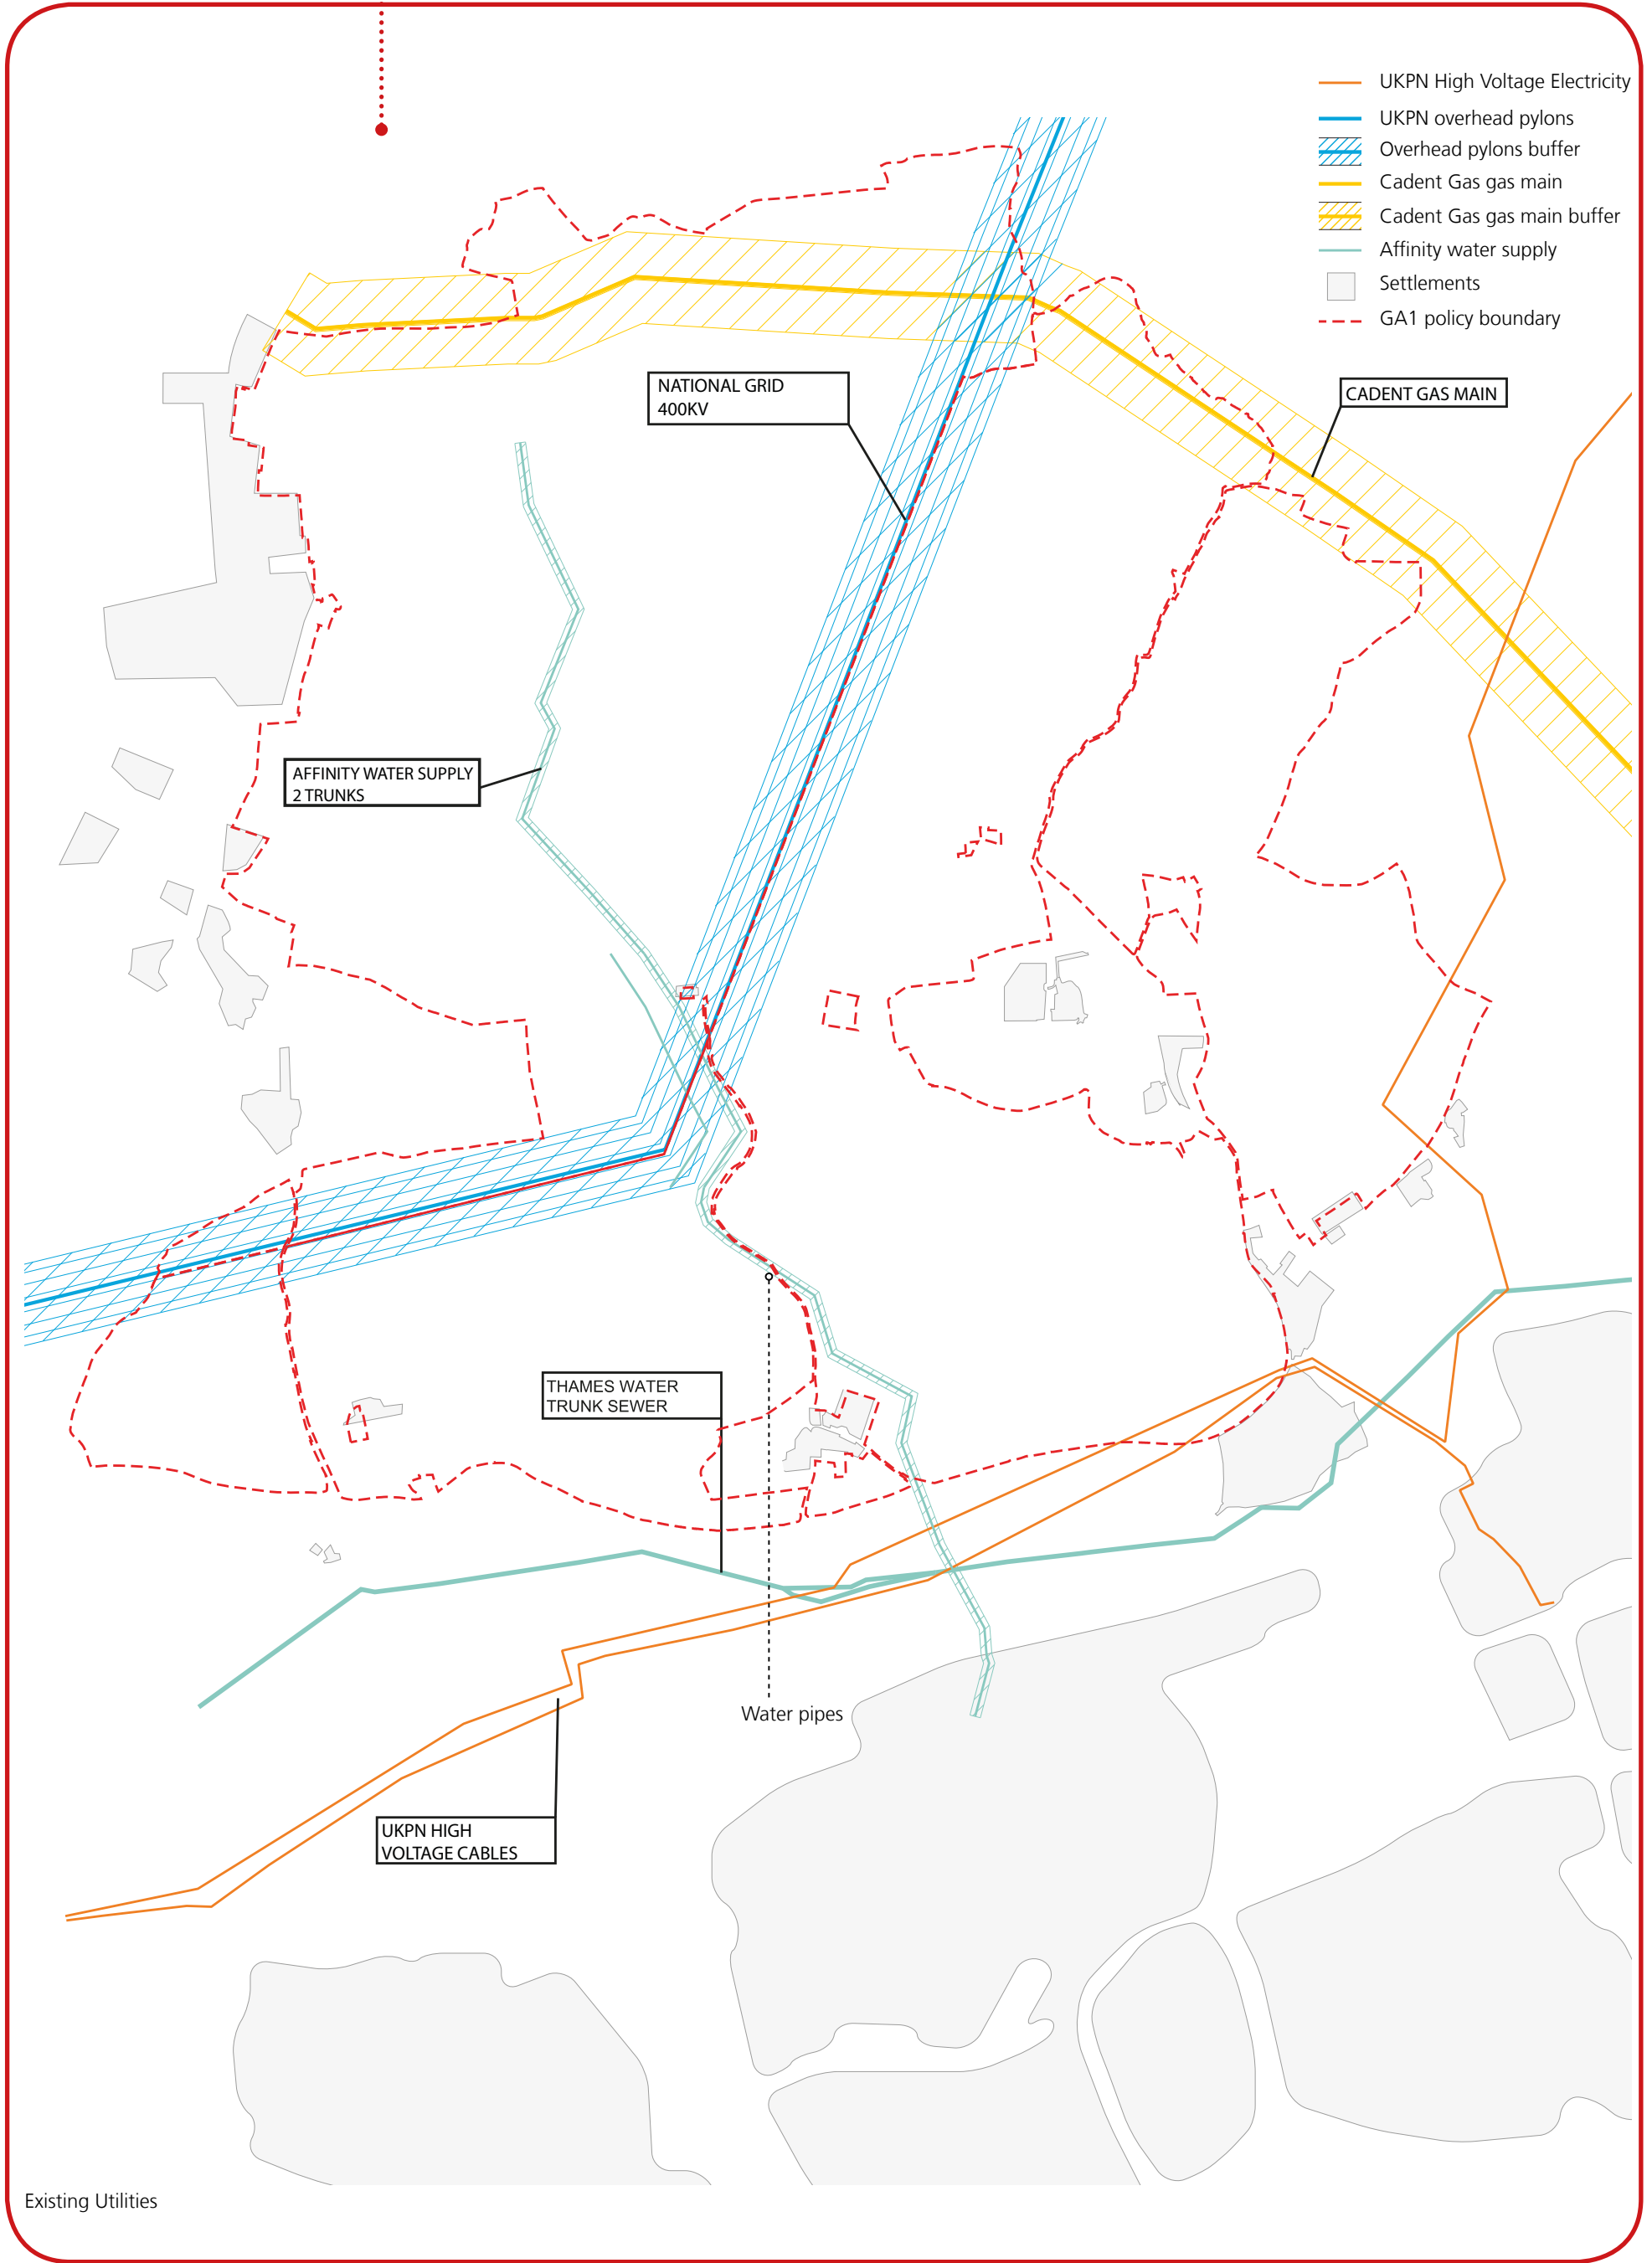 UKPN High Voltage Electricity
UKPN overhead pylons
Overhead pylons buffer
Cadent Gas gas main
Cadent Gas gas main buffer
Affinity water supply
Settlements
GA1 policy boundary
NATIONAL GRID
400KV
CADENT GAS MAIN
AFFINITY WATER SUPPLY
2 TRUNKS
THAMES WATER
TRUNK SEWER
Water pipes
UKPN HIGH
VOLTAGE CABLES
Existing Utilities